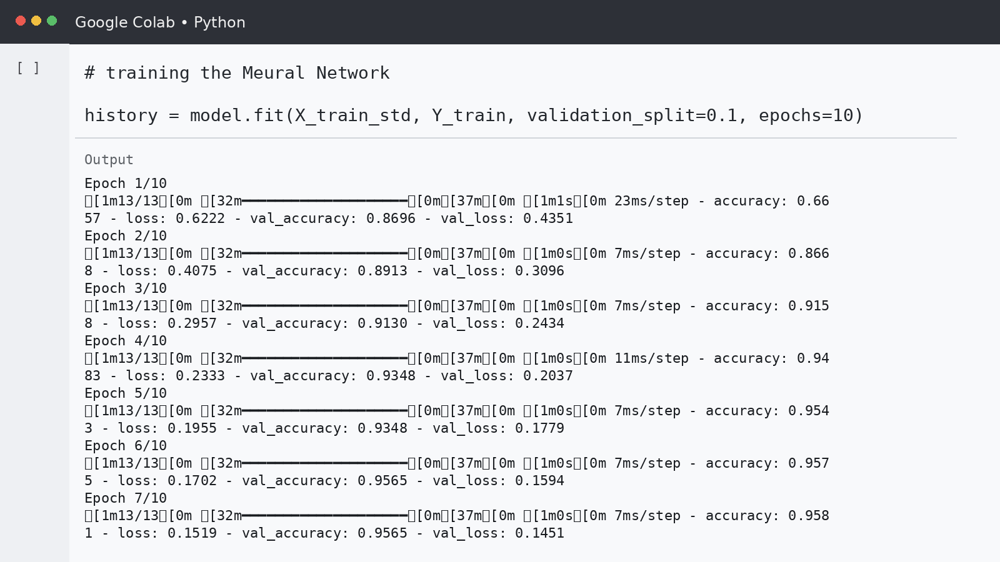 Google Colab • Python
[ ]
# training the Meural Network
history = model.fit(X_train_std, Y_train, validation_split=0.1, epochs=10)
Output
Epoch 1/10
▯[1m13/13▯[0m ▯[32m━━━━━━━━━━━━━━━━━━━━▯[0m▯[37m▯[0m ▯[1m1s▯[0m 23ms/step - accuracy: 0.66
57 - loss: 0.6222 - val_accuracy: 0.8696 - val_loss: 0.4351
Epoch 2/10
▯[1m13/13▯[0m ▯[32m━━━━━━━━━━━━━━━━━━━━▯[0m▯[37m▯[0m ▯[1m0s▯[0m 7ms/step - accuracy: 0.866
8 - loss: 0.4075 - val_accuracy: 0.8913 - val_loss: 0.3096
Epoch 3/10
▯[1m13/13▯[0m ▯[32m━━━━━━━━━━━━━━━━━━━━▯[0m▯[37m▯[0m ▯[1m0s▯[0m 7ms/step - accuracy: 0.915
8 - loss: 0.2957 - val_accuracy: 0.9130 - val_loss: 0.2434
Epoch 4/10
▯[1m13/13▯[0m ▯[32m━━━━━━━━━━━━━━━━━━━━▯[0m▯[37m▯[0m ▯[1m0s▯[0m 11ms/step - accuracy: 0.94
83 - loss: 0.2333 - val_accuracy: 0.9348 - val_loss: 0.2037
Epoch 5/10
▯[1m13/13▯[0m ▯[32m━━━━━━━━━━━━━━━━━━━━▯[0m▯[37m▯[0m ▯[1m0s▯[0m 7ms/step - accuracy: 0.954
3 - loss: 0.1955 - val_accuracy: 0.9348 - val_loss: 0.1779
Epoch 6/10
▯[1m13/13▯[0m ▯[32m━━━━━━━━━━━━━━━━━━━━▯[0m▯[37m▯[0m ▯[1m0s▯[0m 7ms/step - accuracy: 0.957
5 - loss: 0.1702 - val_accuracy: 0.9565 - val_loss: 0.1594
Epoch 7/10
▯[1m13/13▯[0m ▯[32m━━━━━━━━━━━━━━━━━━━━▯[0m▯[37m▯[0m ▯[1m0s▯[0m 7ms/step - accuracy: 0.958
1 - loss: 0.1519 - val_accuracy: 0.9565 - val_loss: 0.1451